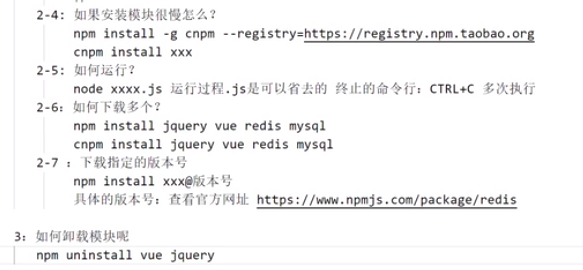 2-4: 如果安装模块很慢怎么?
npm install -g cnpm --registry=https://registry.npm.taobao.org
cnpm install xxx
2-5: 如何运行?
node xxxx.js 运行过程.js是可以省去的 终止的命令行: CTRL+C 多次执行
2-6: 如何下载多个?
npm install jquery vue redis mysql
cnpm install jquery vue redis mysql
2-7 : 下载指定的版本号
npm install xxx@版本号
具体的版本号: 查看官方网址 https://www.npmjs.com/package/redis
3: 如何卸载模块呢
npm uninstall vue jquery